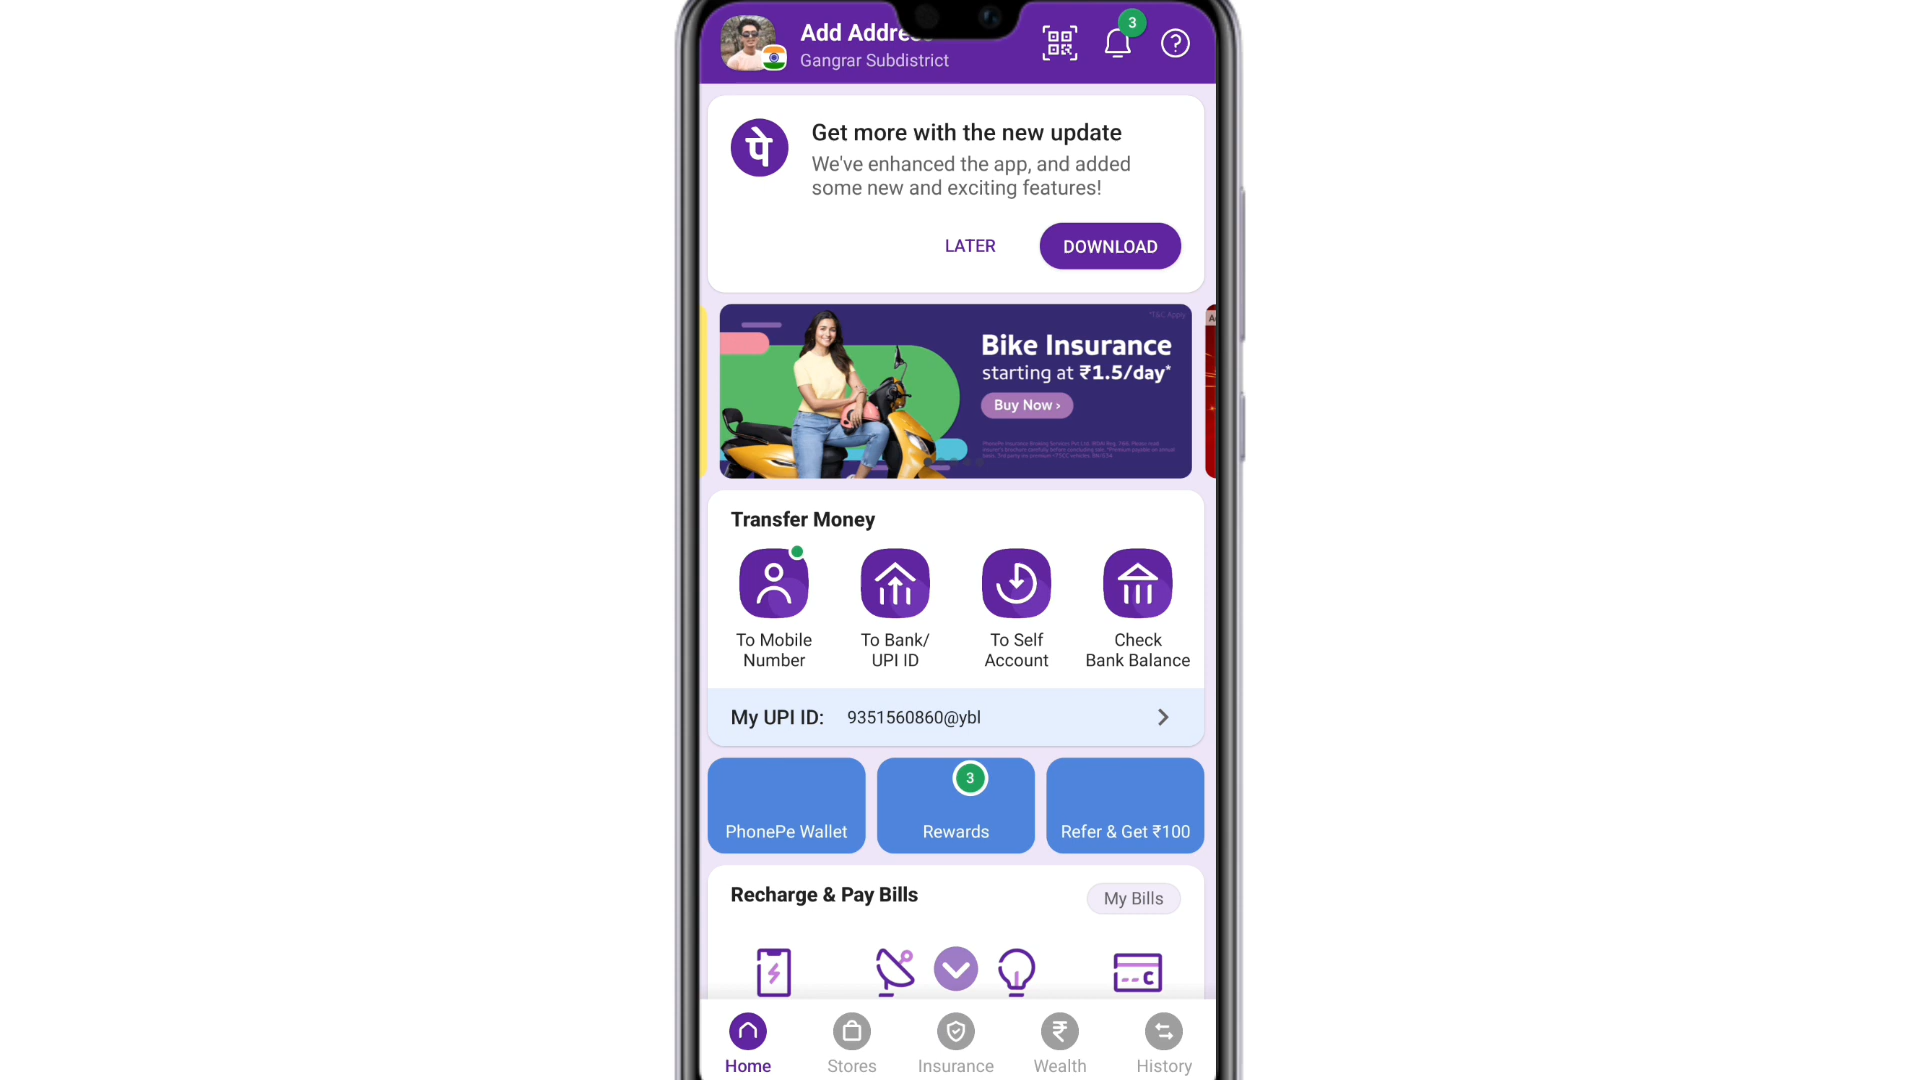 Add Addre
Gangrar Subdistrict
3
पे
Get more with the new update
We've enhanced the app, and added
some new and exciting features!
LATER
DOWNLOAD
*T&C Apply
Bike Insurance
starting at ₹1.5/day*
Buy Now ›
Transfer Money
To Mobile
Number
To Bank/
UPI ID
To Self
Account
Check
Bank Balance
My UPI ID: 9351560860@ybl
3
PhonePe Wallet
Rewards
Refer & Get ₹100
Recharge & Pay Bills
My Bills
Home
Stores
Insurance
Wealth
History